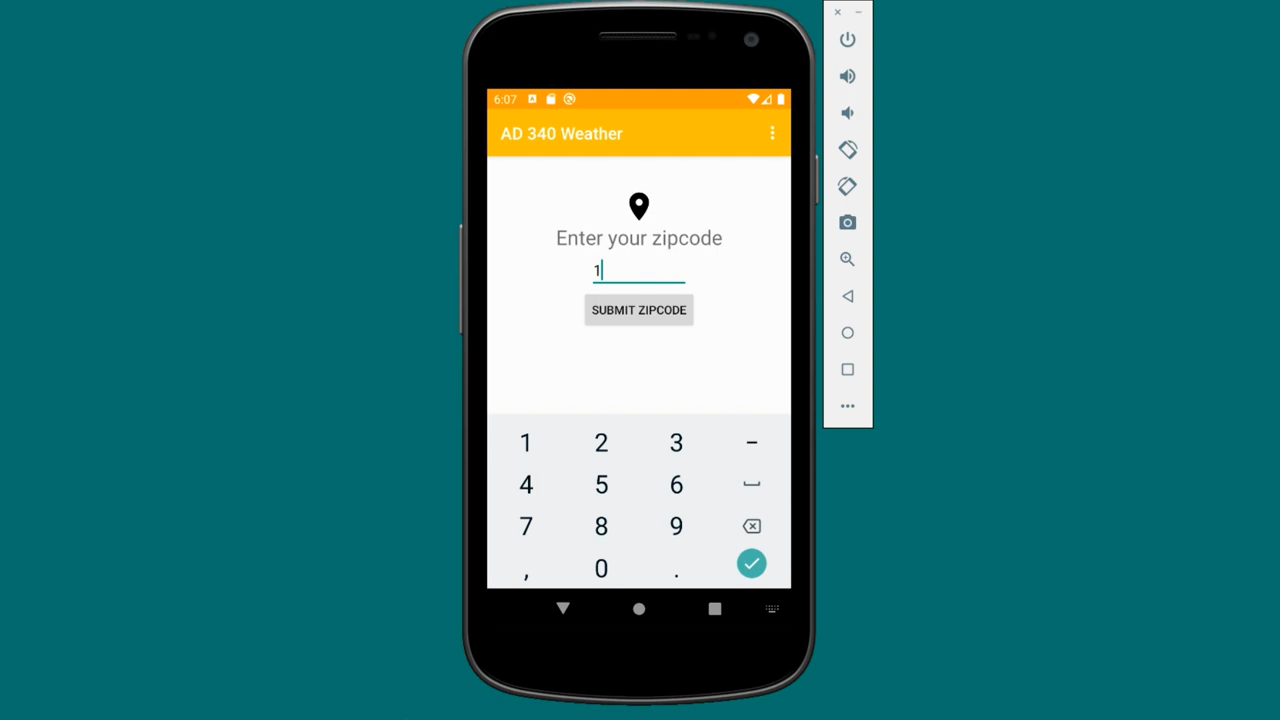 6:07
AD 340 Weather
Enter your zipcode
1
SUBMIT ZIPCODE
1 2 3 -
4 5 6
7 8 9
, 0 .